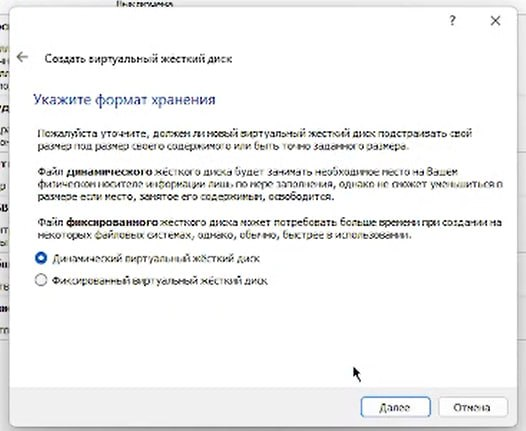 Выключена
?
Создать виртуальный жёсткий диск
Укажите формат хранения
Пожалуйста уточните, должен ли новый виртуальный жёсткий диск подстраивать свой
размер под размер своего содержимого или быть точно заданного размера.
Файл динамического жёсткого диска будет занимать необходимое место на Вашем
физическом носителе информации лишь по мере заполнения, однако не сможет уменьшиться в
размере если место, занятое его содержимым, освободится.
Файл фиксированного жёсткого диска может потребовать больше времени при создании на
некоторых файловых системах, однако, обычно, быстрее в использовании.
Динамический виртуальный жёсткий диск
Фиксированный виртуальный жёсткий диск
Далее Отмена